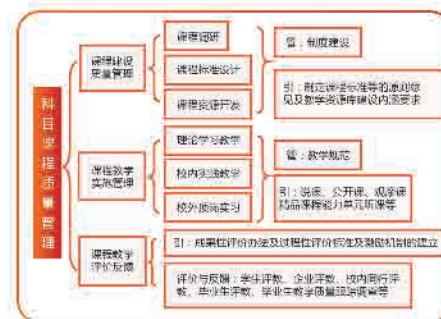 科目课程质量管理
课程建设
质量管理
课程调研
课程标准设计
课程资源开发
管：制度建设
引：制定课程标准等的原则意
见及教学资源库建设内涵要求
课程教学
实施管理
理论学习教学
校内实践教学
校外顶岗实习
管：教学规范
引：说课、公开课、观摩课
精品课程能力单元听课等
课程教学
评价反馈
引：成果性评价办法及过程性评价标准及激励机制的建立
评价与反馈：学生评教、企业评教、校内同行评
教、毕业生评教、毕业生教学质量跟踪调查等